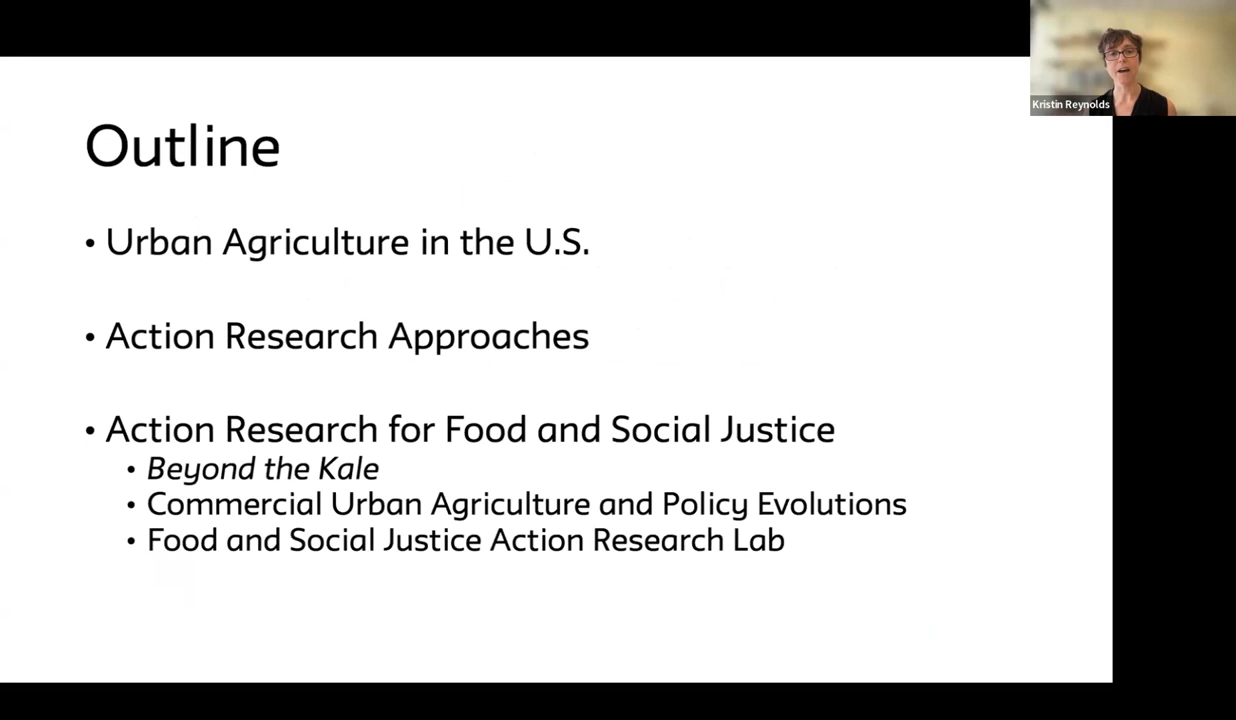 Kristin Reynolds
Outline
• Urban Agriculture in the U.S.
• Action Research Approaches
• Action Research for Food and Social Justice
• Beyond the Kale
• Commercial Urban Agriculture and Policy Evolutions
• Food and Social Justice Action Research Lab